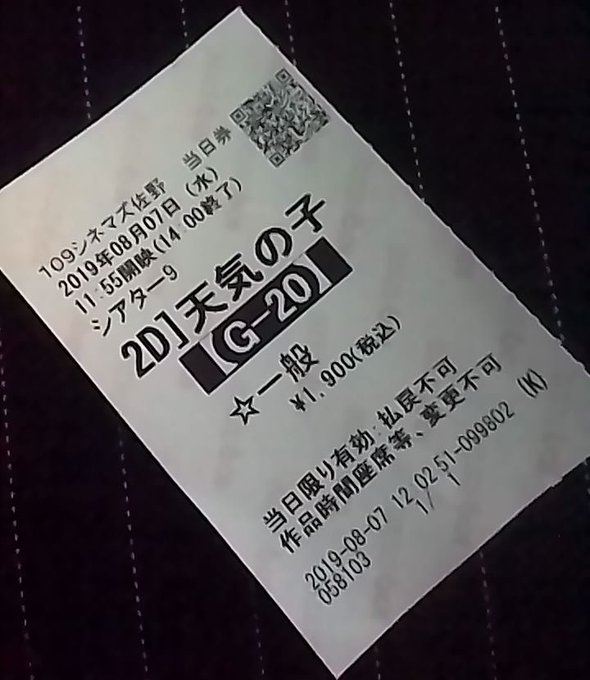 109シネマズ佐野 当日券
2019年08月07日 (水)
11:55開映(14:00終了)
シアター9
2D]天気の子
【G-20】
☆一般
¥1,900(税込)
当日限り有効:払戻不可
作品時間座席等、変更不可
2019-08-07 12 02 51-099802 (K)
058103 1/ 1